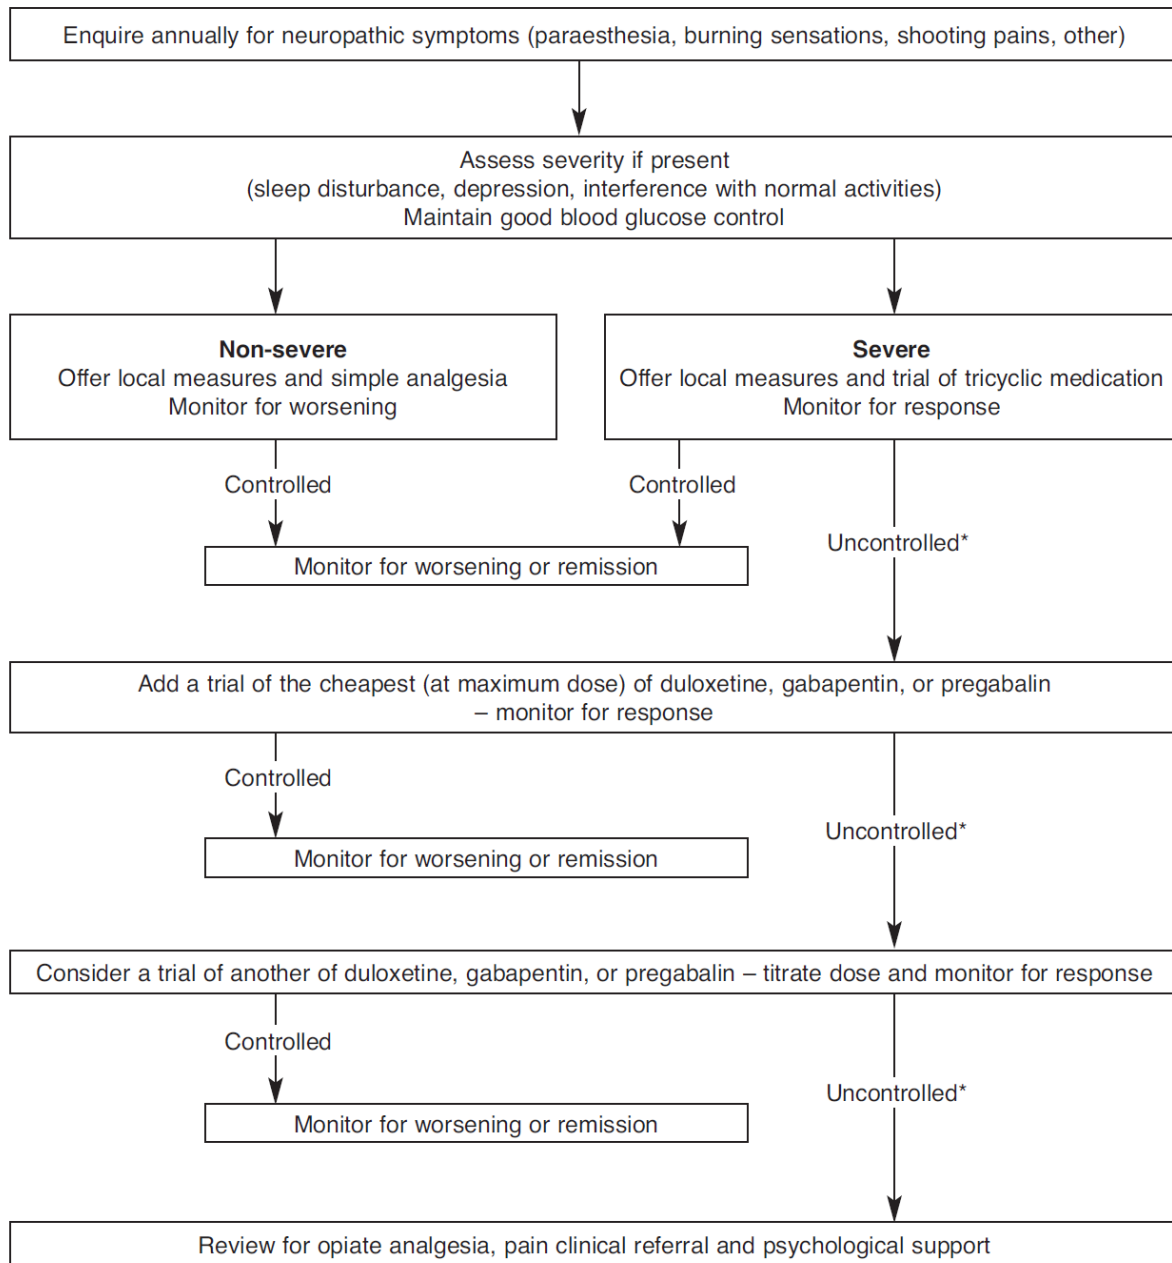 Enquire annually for neuropathic symptoms (paraesthesia, burning sensations, shooting pains, other)
Assess severity if present
(sleep disturbance, depression, interference with normal activities)
Maintain good blood glucose control
Non-severe
Offer local measures and simple analgesia
Monitor for worsening
Severe
Offer local measures and trial of tricyclic medication
Monitor for response
Controlled
Controlled
Uncontrolled*
Monitor for worsening or remission
Add a trial of the cheapest (at maximum dose) of duloxetine, gabapentin, or pregabalin
– monitor for response
Controlled
Uncontrolled*
Monitor for worsening or remission
Consider a trial of another of duloxetine, gabapentin, or pregabalin – titrate dose and monitor for response
Controlled
Uncontrolled*
Monitor for worsening or remission
Review for opiate analgesia, pain clinical referral and psychological support